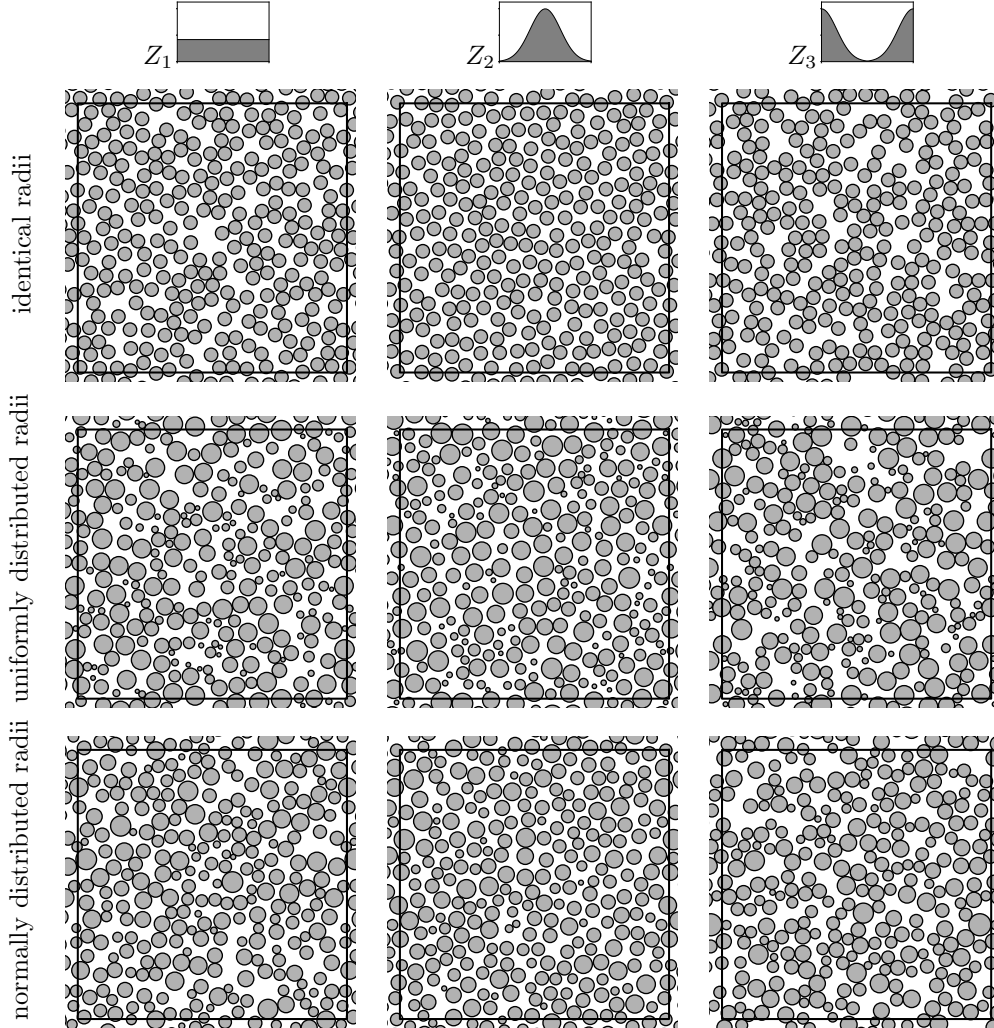 Z1
Z2
Z3
identical radii
uniformly distributed radii
normally distributed radii